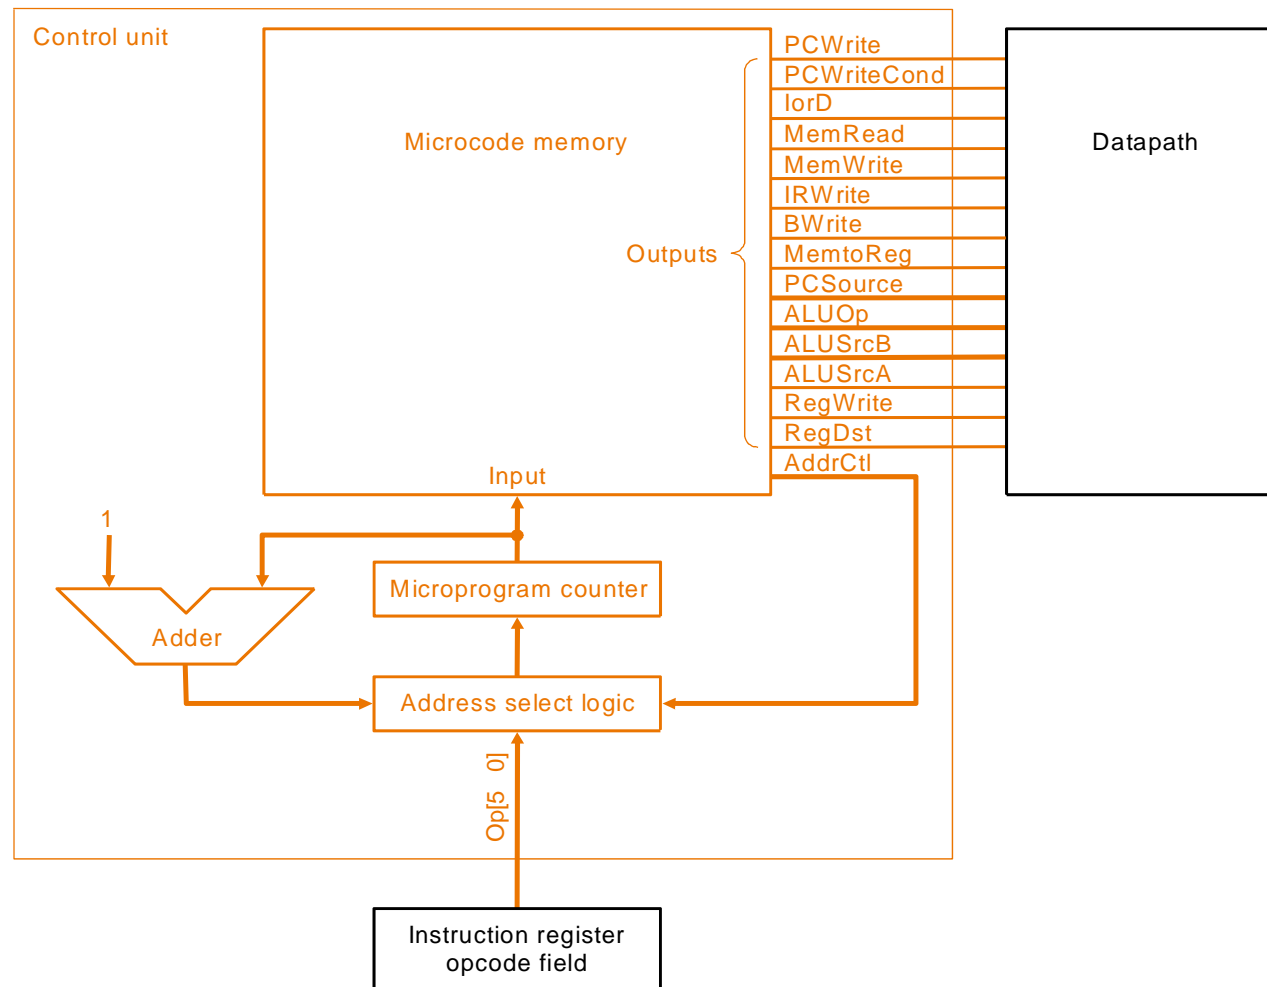 Control unit
Microcode memory
Outputs
Input
PCWrite
PCWriteCond
IorD
MemRead
MemWrite
IRWrite
BWrite
MemtoReg
PCSource
ALUOp
ALUSrcB
ALUSrcA
RegWrite
RegDst
AddrCtl
Datapath
1
Microprogram counter
Adder
Address select logic
Op[5 0]
Instruction register
opcode field